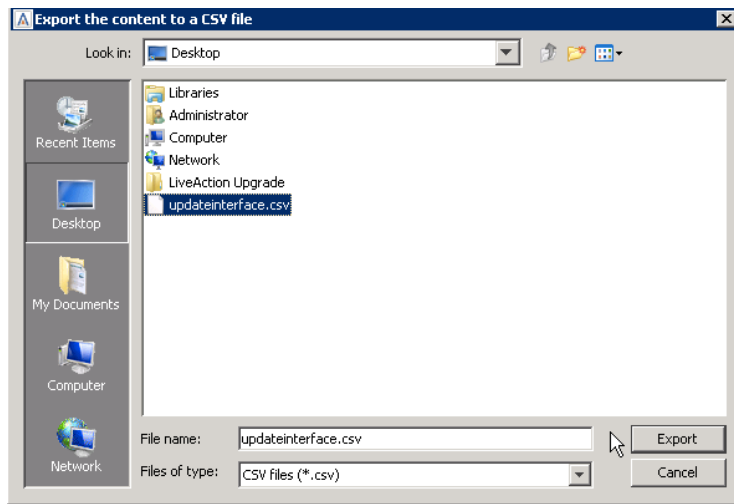 Export the content to a CSV file
Look in: Desktop
Libraries
Administrator
Computer
Network
LiveAction Upgrade
updateinterface.csv
Recent Items
Desktop
My Documents
Computer
Network
File name: updateinterface.csv Export
Files of type: CSV files (*.csv) Cancel